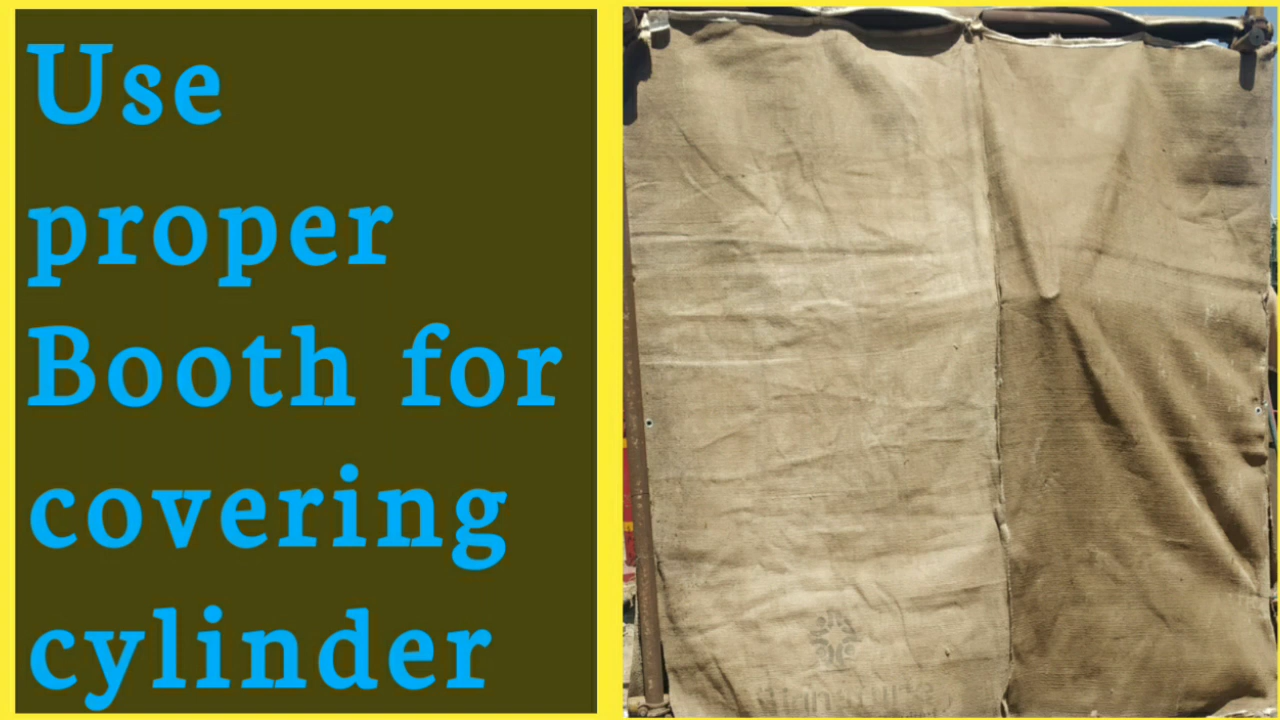 Use
proper
Booth for
covering
cylinder